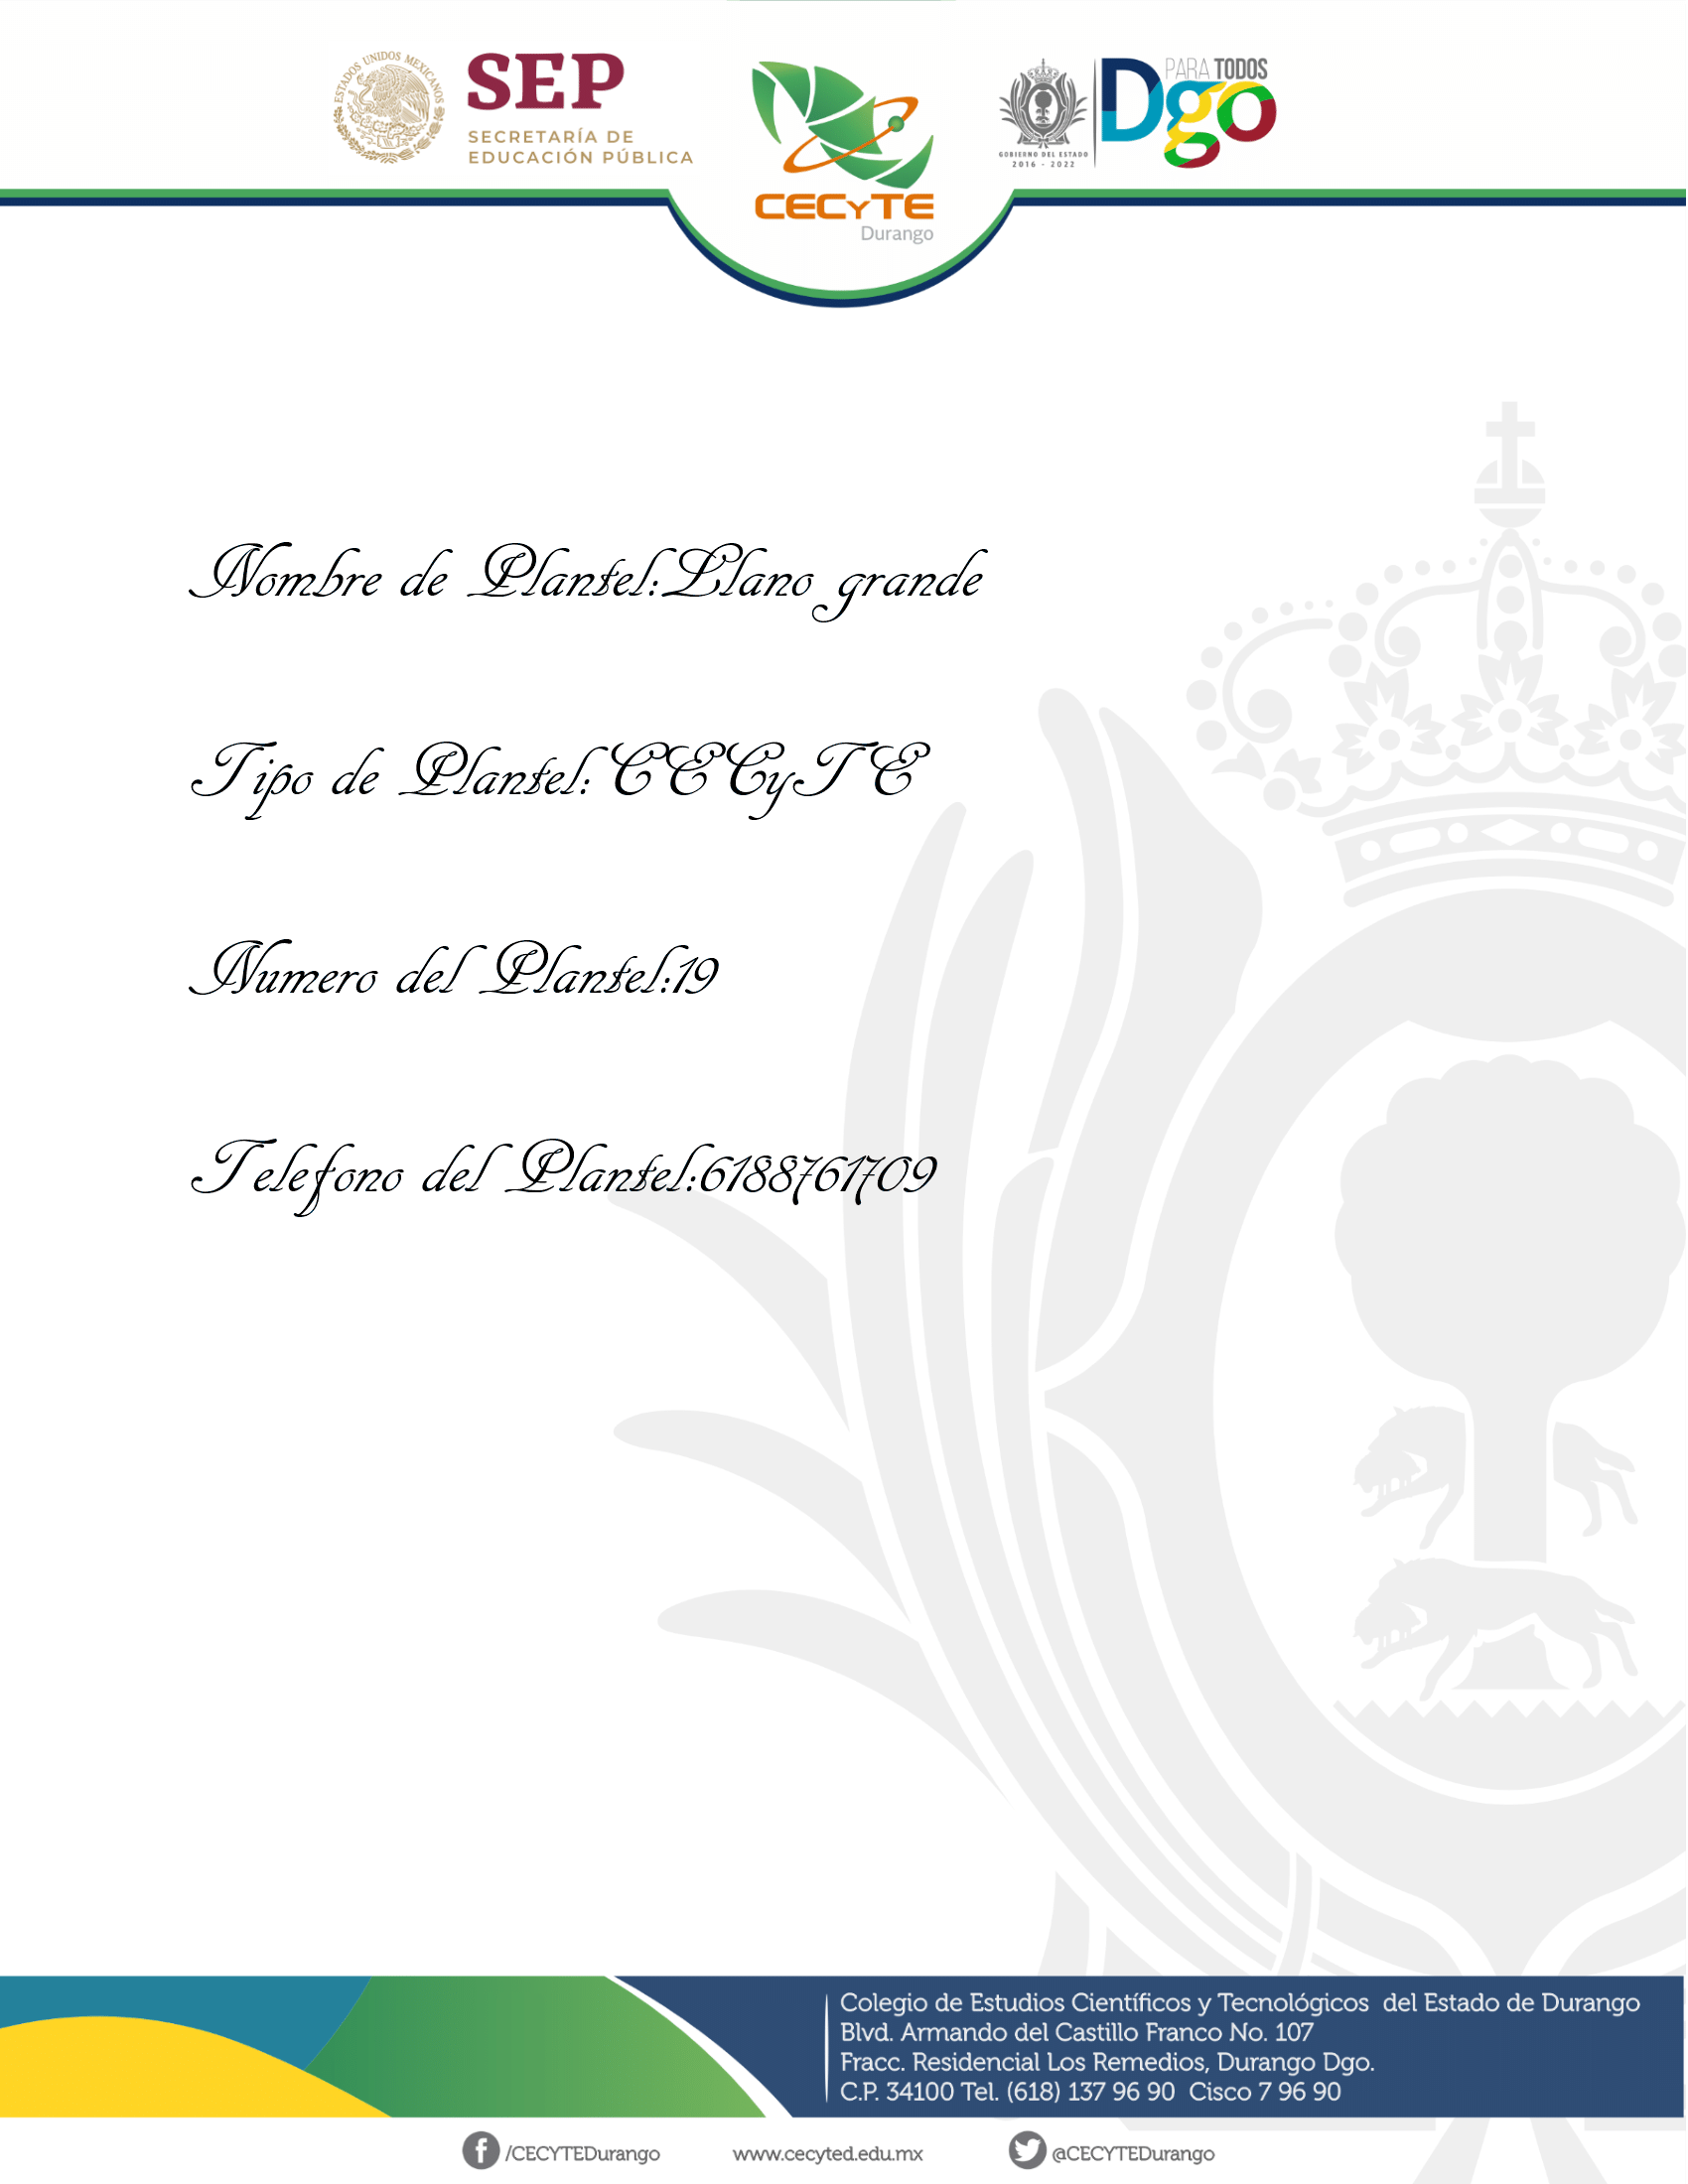 ESTADOS UNIDOS MEXICANOS
SEP
SECRETARÍA DE
EDUCACIÓN PÚBLICA
CECyTE
Durango
GOBIERNO DEL ESTADO
2016 - 2022
PARA TODOS
Dgo
Nombre de Plantel:Llano grande
Tipo de Plantel:CECyTE
Numero del Plantel:19
Telefono del Plantel:6188761709
Colegio de Estudios Científicos y Tecnológicos del Estado de Durango
Blvd. Armando del Castillo Franco No. 107
Fracc. Residencial Los Remedios, Durango Dgo.
C.P. 34100 Tel. (618) 137 96 90 Cisco 7 96 90
/CECYTEDurango
www.cecyted.edu.mx
@CECYTEDurango